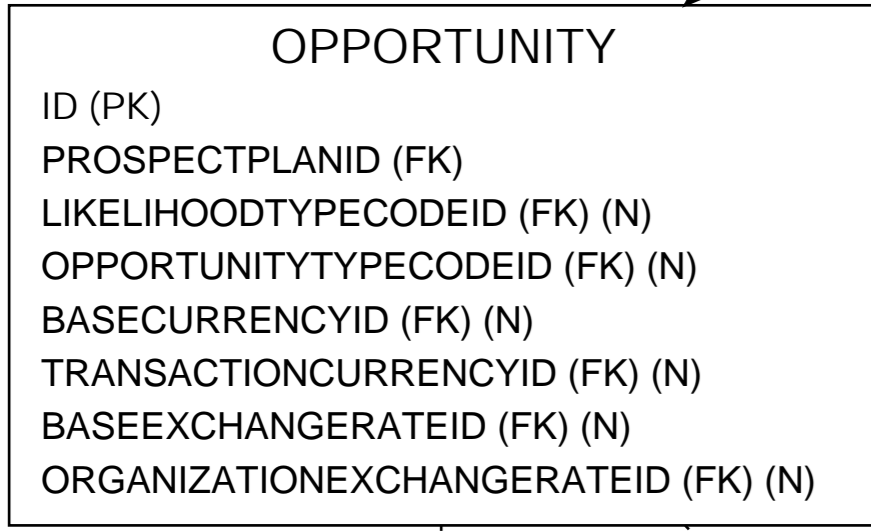 OPPORTUNITY
ID (PK)
PROSPECTPLANID (FK)
LIKELIHOODTYPECODEID (FK) (N)
OPPORTUNITYTYPECODEID (FK) (N)
BASECURRENCYID (FK) (N)
TRANSACTIONCURRENCYID (FK) (N)
BASEEXCHANGERATEID (FK) (N)
ORGANIZATIONEXCHANGERATEID (FK) (N)